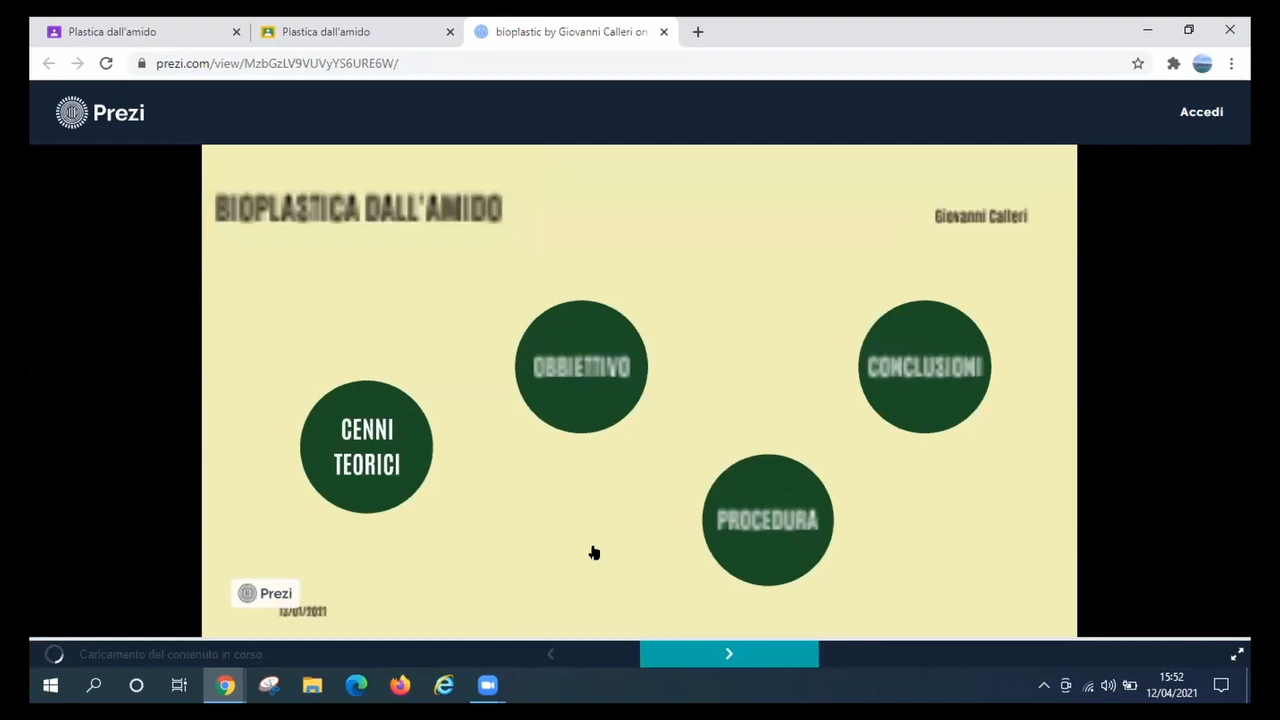 Plastica dall'amido
Plastica dall'amido
bioplastic by Giovanni Calleri on
prezi.com/view/MzbGzLV9VUVyYS6URE6W/
Prezi
Accedi
BIOPLASTICA DALL'AMIDO
Giovanni Calleri
OBBIETTIVO
CONCLUSIONI
CENNI
TEORICI
PROCEDURA
Prezi
Caricamento del contenuto in corso
15:52
12/04/2021